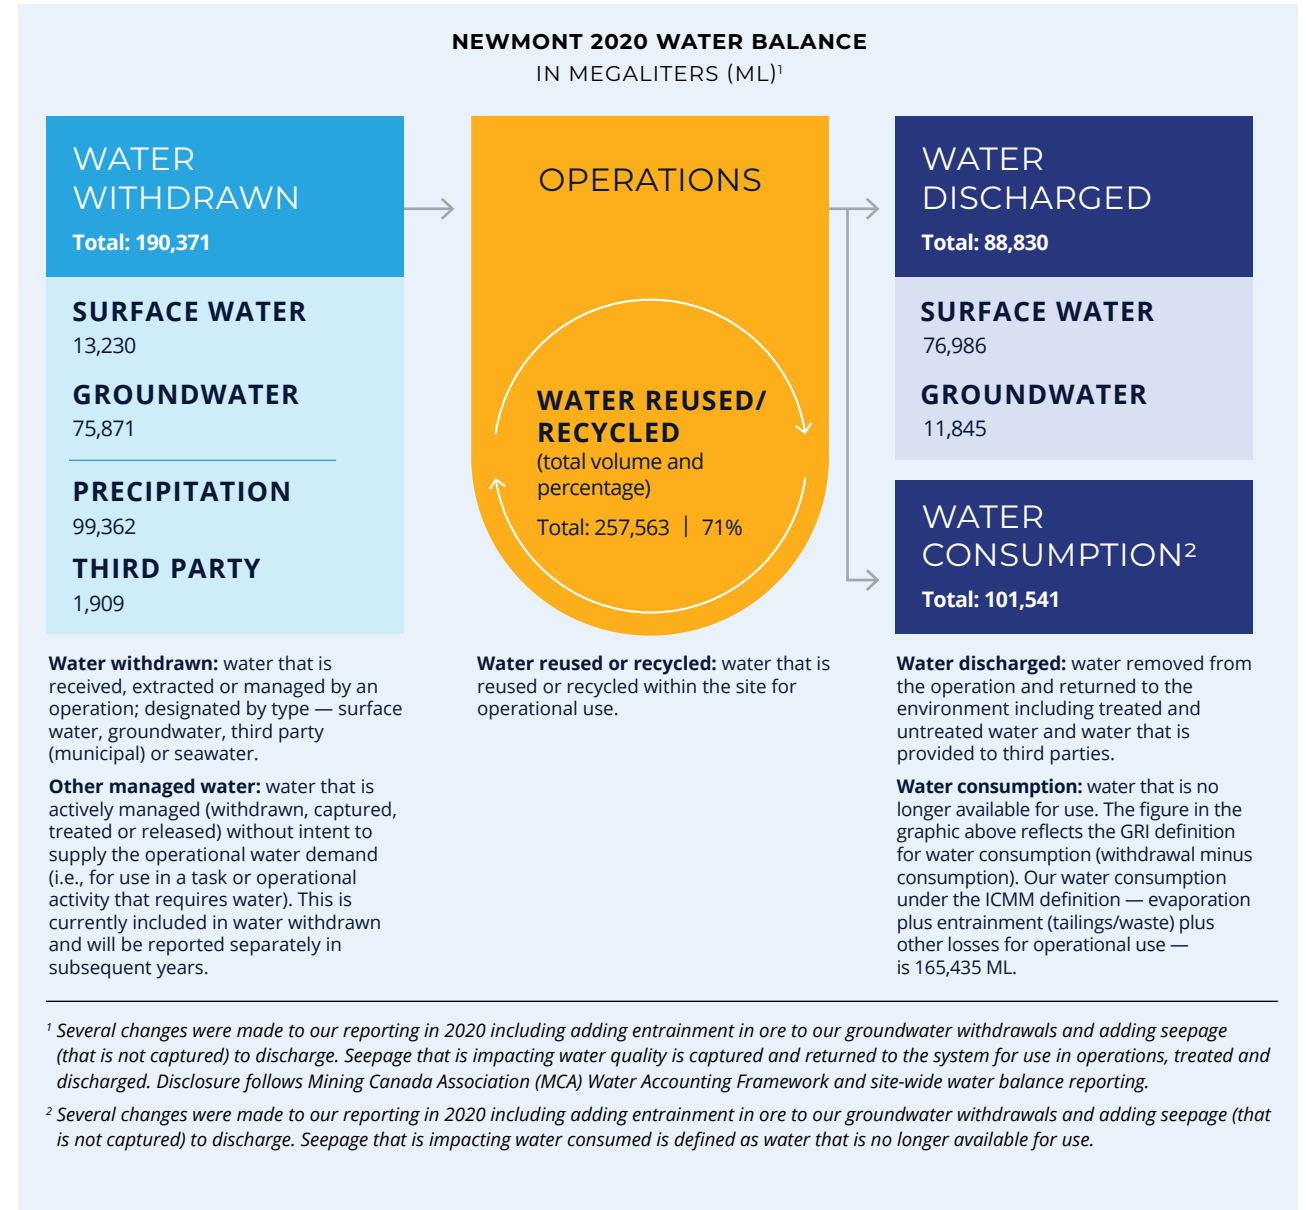 NEWMONT 2020 WATER BALANCE
IN MEGALITERS (ML)¹
WATER
WITHDRAWN
Total: 190,371
SURFACE WATER
13,230
GROUNDWATER
75,871
PRECIPITATION
99,362
THIRD PARTY
1,909
OPERATIONS
WATER REUSED/
RECYCLED
(total volume and
percentage)
Total: 257,563 | 71%
WATER
DISCHARGED
Total: 88,830
SURFACE WATER
76,986
GROUNDWATER
11,845
WATER
CONSUMPTION²
Total: 101,541
Water withdrawn: water that is
received, extracted or managed by an
operation; designated by type — surface
water, groundwater, third party
(municipal) or seawater.
Other managed water: water that is
actively managed (withdrawn, captured,
treated or released) without intent to
supply the operational water demand
(i.e., for use in a task or operational
activity that requires water). This is
currently included in water withdrawn
and will be reported separately in
subsequent years.
Water reused or recycled: water that is
reused or recycled within the site for
operational use.
Water discharged: water removed from
the operation and returned to the
environment including treated and
untreated water and water that is
provided to third parties.
Water consumption: water that is no
longer available for use. The figure in the
graphic above reflects the GRI definition
for water consumption (withdrawal minus
consumption). Our water consumption
under the ICMM definition — evaporation
plus entrainment (tailings/waste) plus
other losses for operational use —
is 165,435 ML.
¹ Several changes were made to our reporting in 2020 including adding entrainment in ore to our groundwater withdrawals and adding seepage
(that is not captured) to discharge. Seepage that is impacting water quality is captured and returned to the system for use in operations, treated and
discharged. Disclosure follows Mining Canada Association (MCA) Water Accounting Framework and site-wide water balance reporting.
² Several changes were made to our reporting in 2020 including adding entrainment in ore to our groundwater withdrawals and adding seepage (that
is not captured) to discharge. Seepage that is impacting water consumed is defined as water that is no longer available for use.